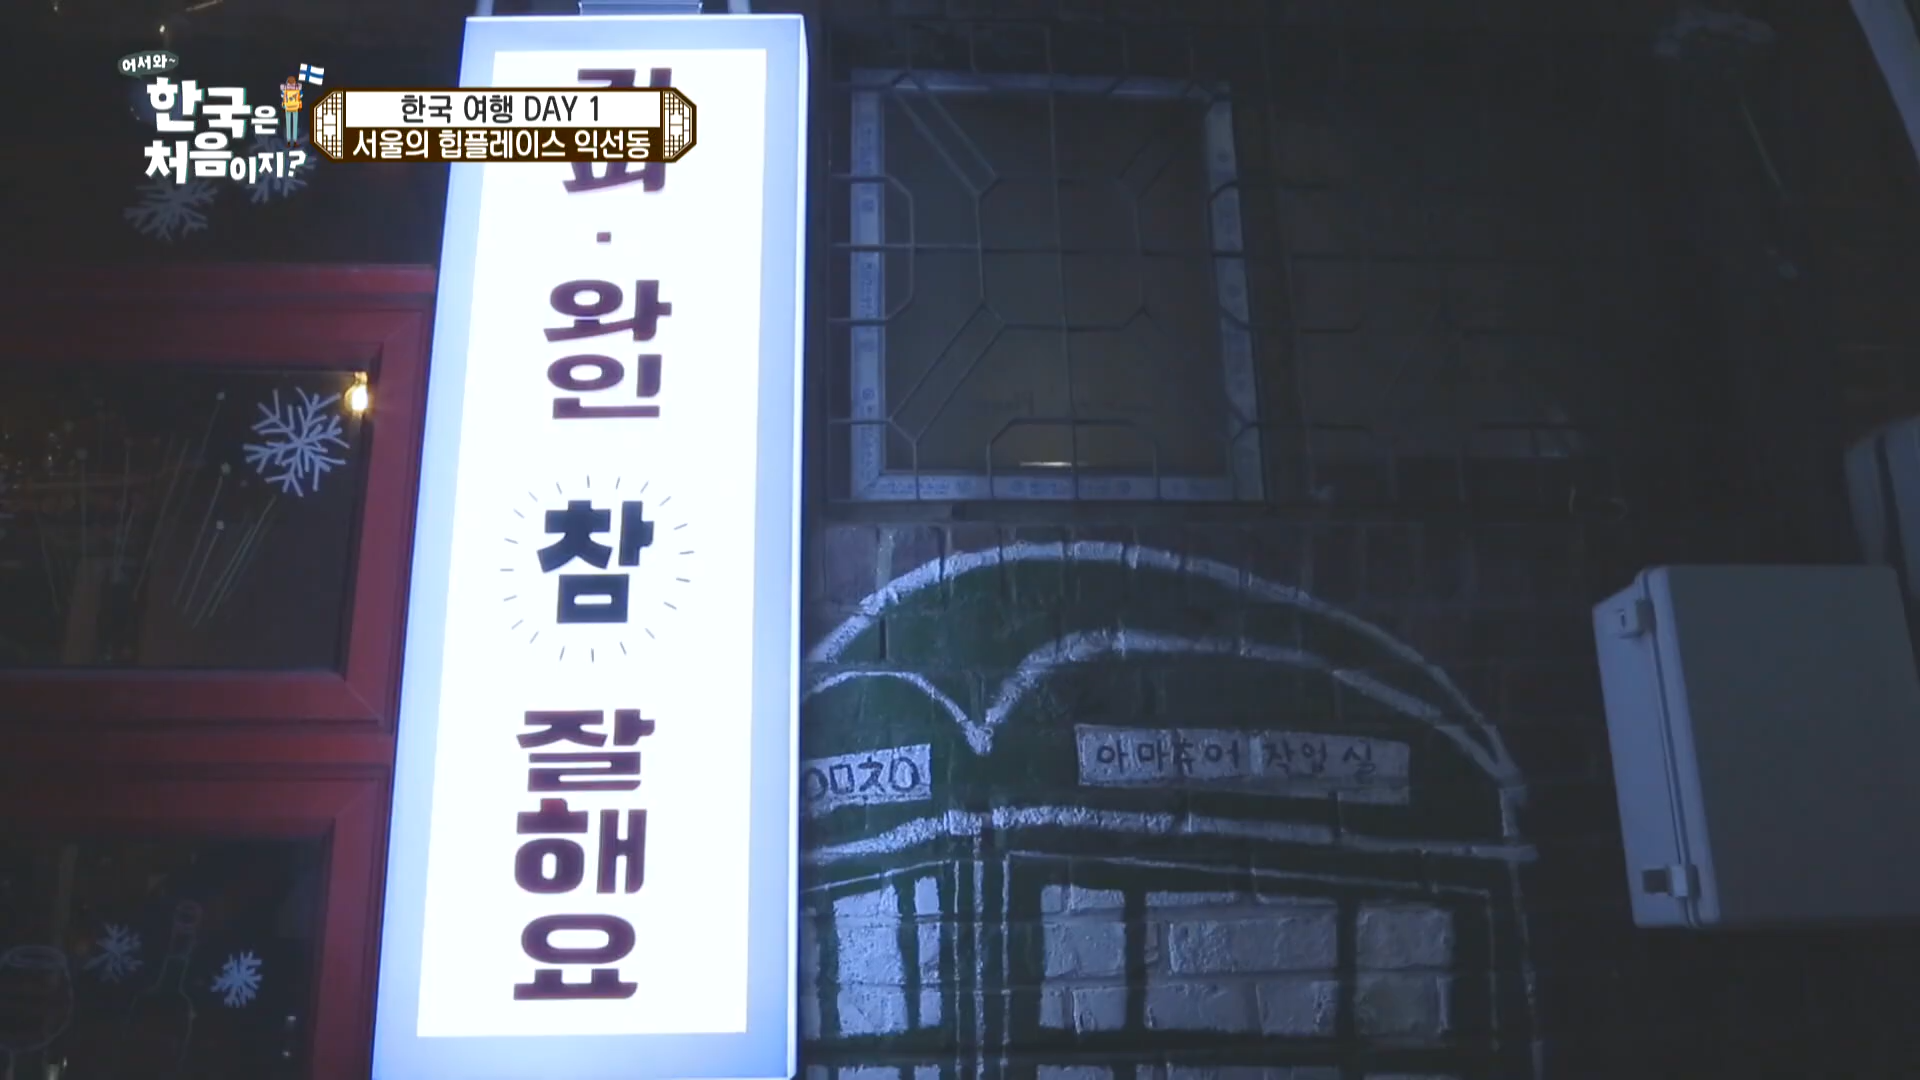 어서와~
한국은
처음이지?
한국 여행 DAY 1
서울의 힙플레이스 익선동
커피 · 와인 참 잘해요
아마추어 작업실